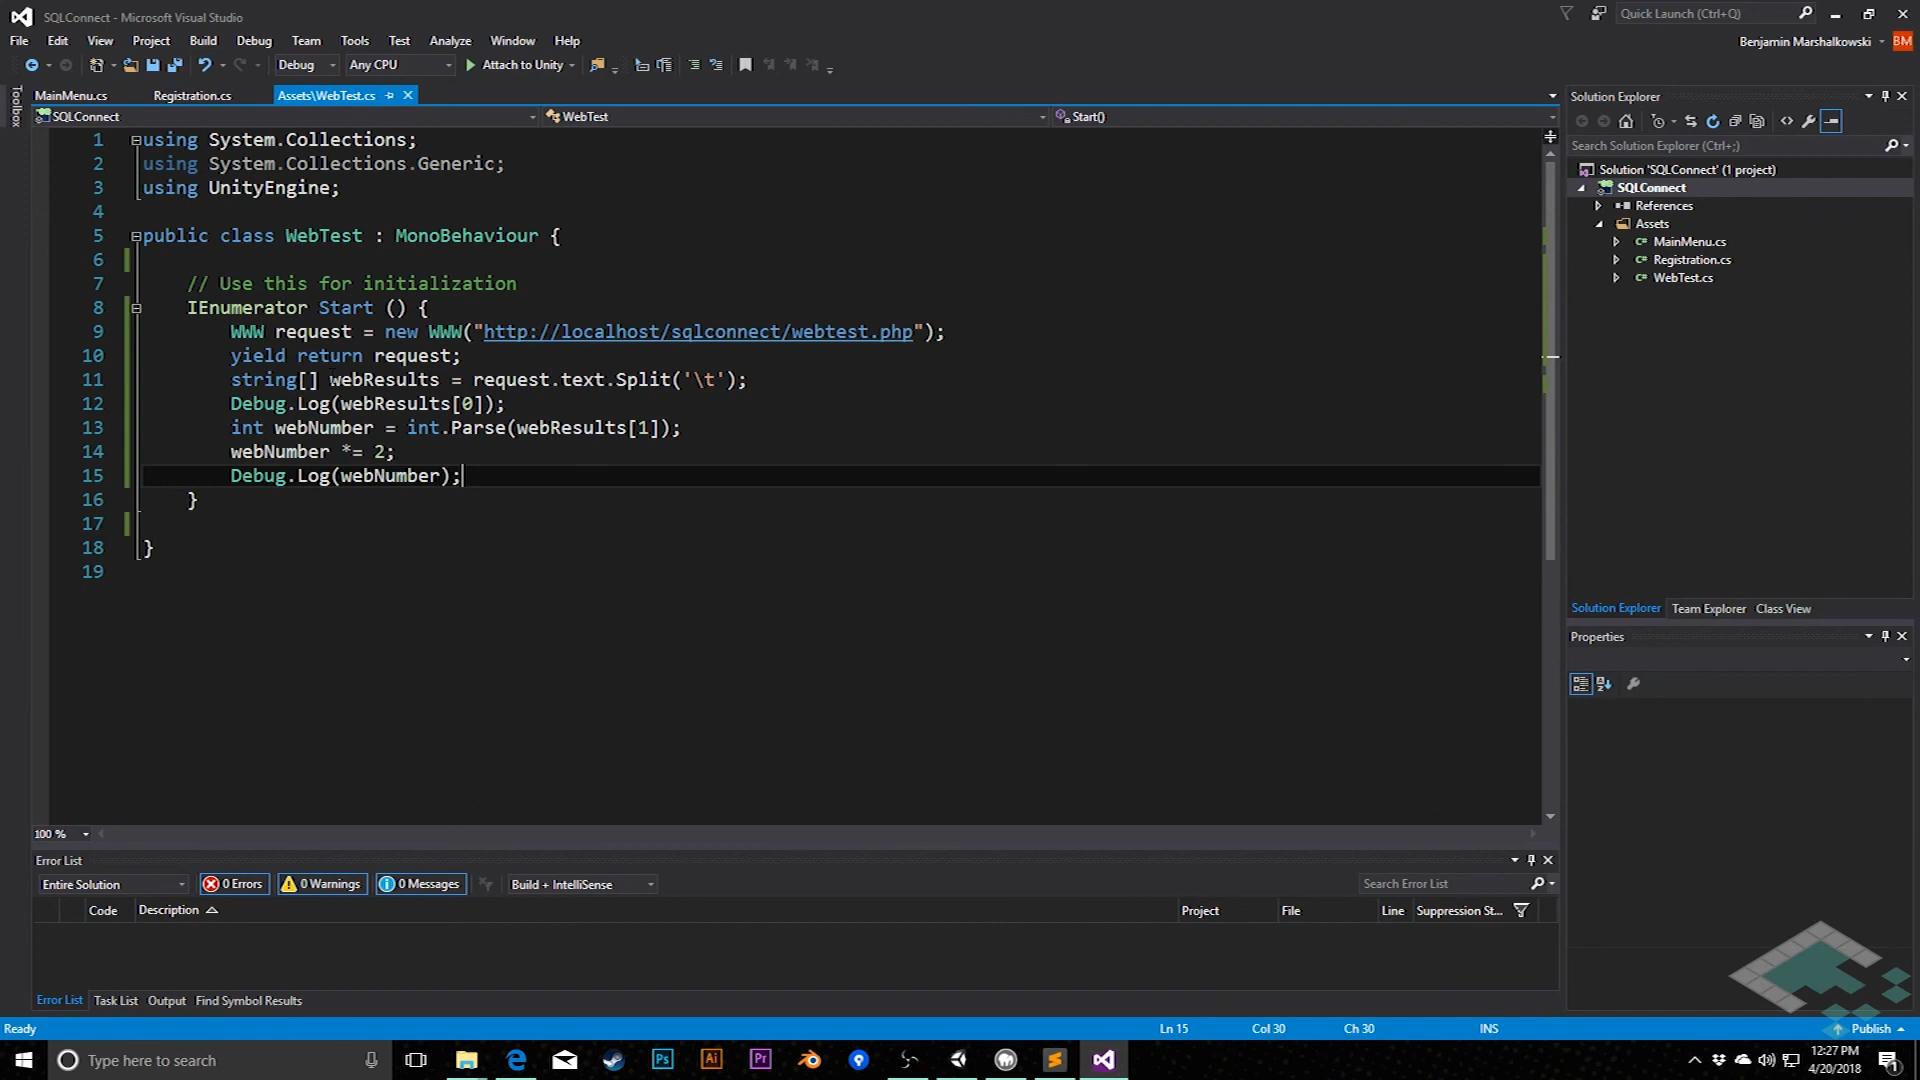 SQLConnect - Microsoft Visual Studio
Quick Launch (Ctrl+Q)
File Edit View Project Build Debug Team Tools Test Analyze Window Help
Benjamin Marshalkowski BM
Debug Any CPU Attach to Unity
Toolbox
MainMenu.cs Registration.cs Assets\WebTest.cs
SQLConnect WebTest Start()
1 using System.Collections;
2 using System.Collections.Generic;
3 using UnityEngine;
4
5 public class WebTest : MonoBehaviour {
6
7 // Use this for initialization
8 IEnumerator Start () {
9 WWW request = new WWW("http://localhost/sqlconnect/webtest.php");
10 yield return request;
11 string[] webResults = request.text.Split('\t');
12 Debug.Log(webResults[0]);
13 int webNumber = int.Parse(webResults[1]);
14 webNumber *= 2;
15 Debug.Log(webNumber);
16 }
17
18 }
19
100 %
Solution Explorer
Search Solution Explorer (Ctrl+;)
Solution 'SQLConnect' (1 project)
SQLConnect
References
Assets
C# MainMenu.cs
C# Registration.cs
C# WebTest.cs
Solution Explorer Team Explorer Class View
Properties
Error List
Entire Solution 0 Errors 0 Warnings 0 Messages Build + IntelliSense Search Error List
Code Description Project File Line Suppression St...
Error List Task List Output Find Symbol Results
Ready Ln 15 Col 30 Ch 30 INS Publish
Type here to search
Ps Ai Pr
12:27 PM
4/20/2018
1